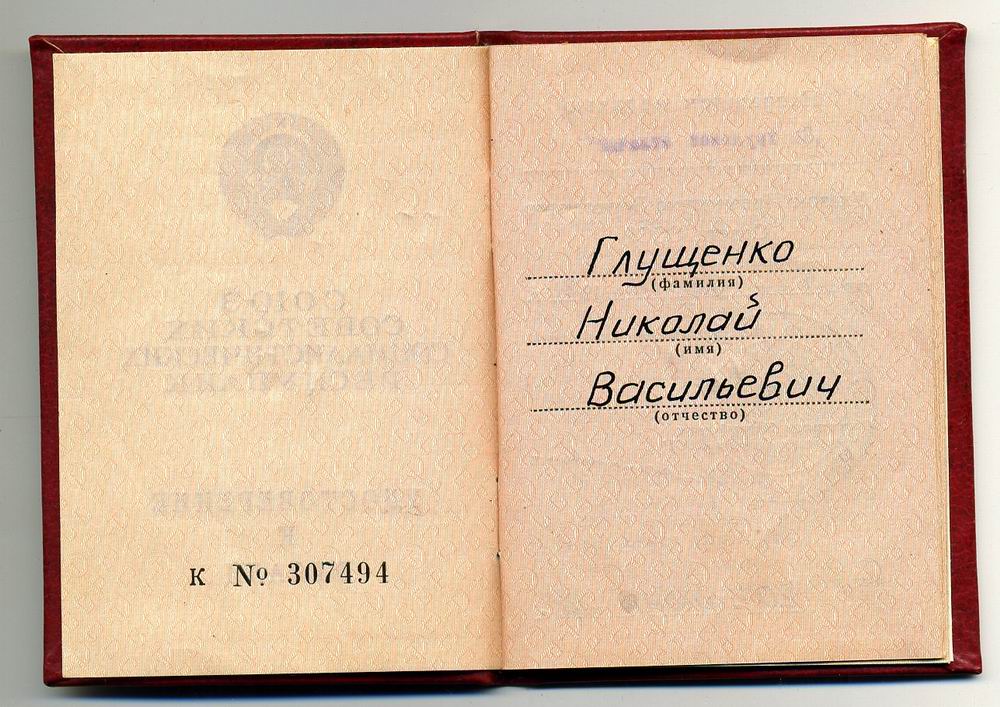 К № 307494
Глущенко
(фамилия)
Николай
(имя)
Васильевич
(отчество)